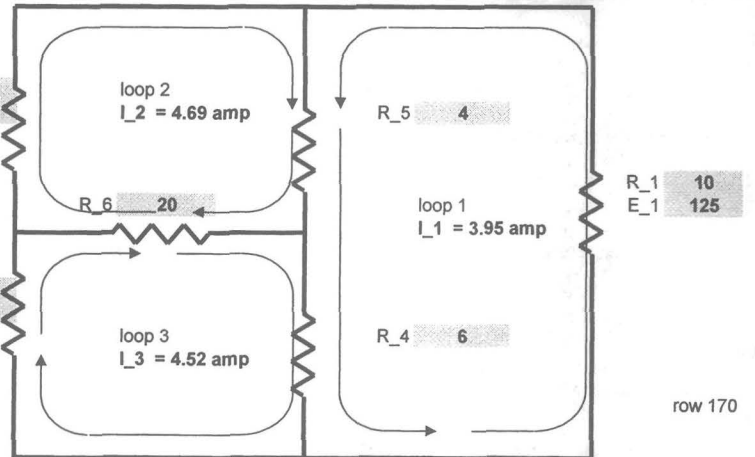 loop 2
I_2 = 4.69 amp
R_5 4
R_6 20
R_1 10
E_1 125
loop 1
I_1 = 3.95 amp
loop 3
I_3 = 4.52 amp
R_4 6
row 170